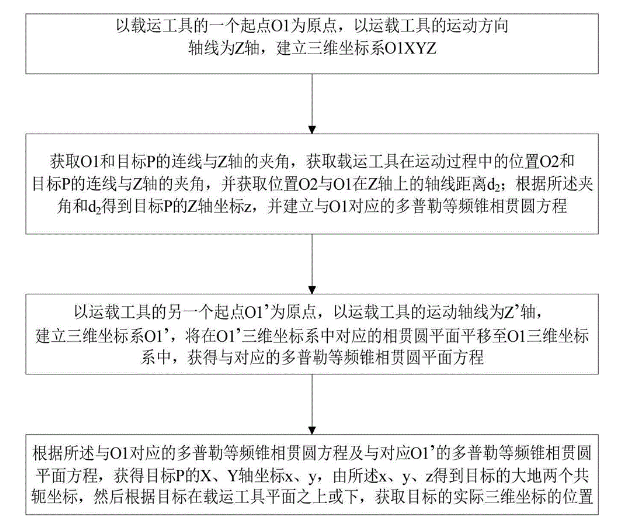 以载运工具的一个起点O1为原点，以运载工具的运动方向
轴线为Z轴，建立三维坐标系O1XYZ
获取O1和目标P的连线与Z轴的夹角，获取载运工具在运动过程中的位置O2和
目标P的连线与Z轴的夹角，并获取位置O2与O1在Z轴上的轴线距离d₂；根据所述夹
角和d₂得到目标P的Z轴坐标z，并建立与O1对应的多普勒等频锥相贯圆方程
以运载工具的另一个起点O1’为原点，以运载工具的运动轴线为Z’轴，
建立三维坐标系O1’，将在O1’三维坐标系中对应的相贯圆平面平移至O1三维坐标
系中，获得与对应的多普勒等频锥相贯圆平面方程
根据所述与O1对应的多普勒等频锥相贯圆方程及与对应O1’的多普勒等频锥相贯圆
平面方程，获得目标P的X、Y轴坐标x、y，由所述x、y、z得到目标的大地两个共
轭坐标，然后根据目标在载运工具平面之上或下，获取目标的实际三维坐标的位置